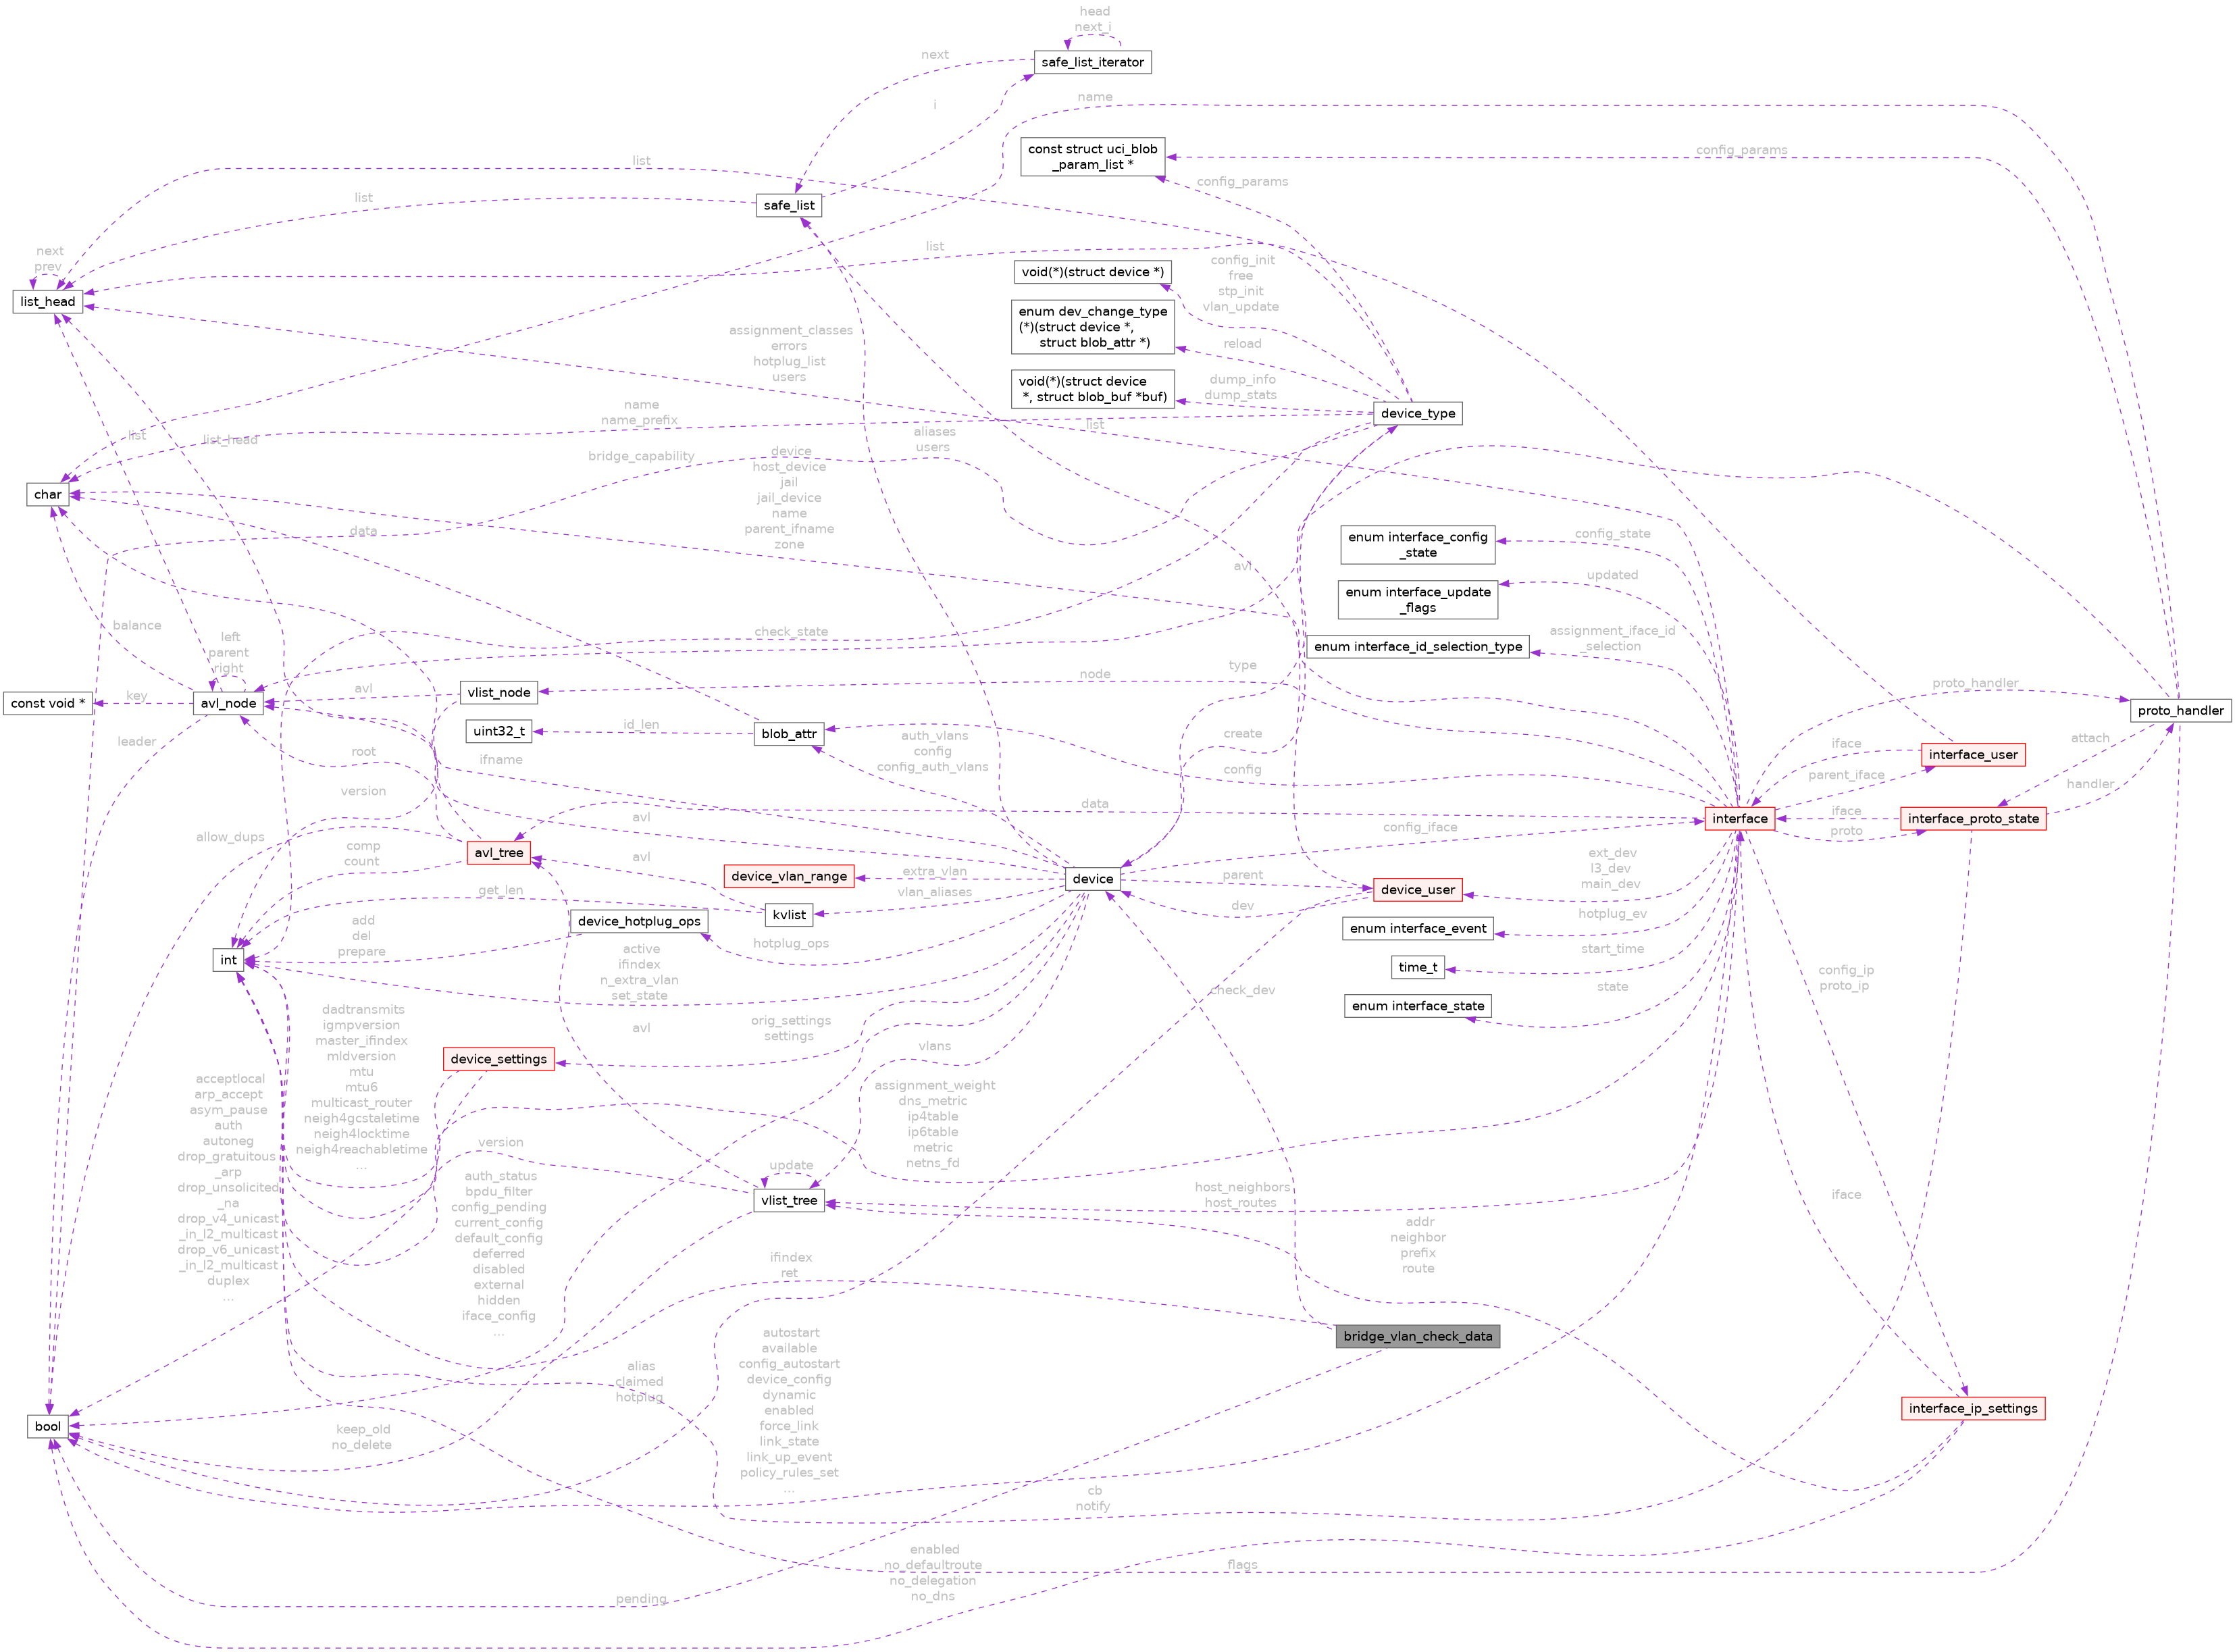 head
next_i
safe_list_iterator
next
i
name
const struct uci_blob
_param_list *
config_params
list
config_params
safe_list
list
next
prev
list_head
list
void(*)(struct device *)
config_init
free
stp_init
vlan_update
enum dev_change_type
(*)(struct device *,
struct blob_attr *)
reload
void(*)(struct device
*, struct blob_buf *buf)
dump_info
dump_stats
device_type
assignment_classes
errors
hotplug_list
users
name
name_prefix
list
list_head
list
aliases
users
bridge_capability
device
host_device
jail
jail_device
name
parent_ifname
zone
char
data
enum interface_config
_state
config_state
avl
enum interface_update
_flags
updated
balance
check_state
enum interface_id_selection_type
assignment_iface_id
_selection
left
parent
right
const void *
key
avl_node
avl
vlist_node
type
node
proto_handler
proto_handler
leader
uint32_t
id_len
blob_attr
root
ifname
auth_vlans
config
config_auth_vlans
create
config
attach
iface
interface_user
parent_iface
handler
version
data
avl
interface
iface
interface_proto_state
proto
allow_dups
comp
count
avl_tree
avl
config_iface
device_vlan_range
extra_vlan
device
parent
device_user
ext_dev
l3_dev
main_dev
get_len
kvlist
vlan_aliases
dev
add
del
prepare
device_hotplug_ops
hotplug_ops
enum interface_event
hotplug_ev
int
active
ifindex
n_extra_vlan
set_state
time_t
start_time
check_dev
enum interface_state
state
config_ip
proto_ip
avl
orig_settings
settings
dadtransmits
igmpversion
master_ifindex
mldversion
mtu
mtu6
multicast_router
neigh4gcstaletime
neigh4locktime
neigh4reachabletime
...
device_settings
vlans
acceptlocal
arp_accept
asym_pause
auth
autoneg
drop_gratuitous
_arp
drop_unsolicited
_na
drop_v4_unicast
_in_l2_multicast
drop_v6_unicast
_in_l2_multicast
duplex
...
assignment_weight
dns_metric
ip4table
ip6table
metric
netns_fd
version
update
vlist_tree
auth_status
bpdu_filter
config_pending
current_config
default_config
deferred
disabled
external
hidden
iface_config
...
host_neighbors
host_routes
iface
addr
neighbor
prefix
route
ifindex
ret
bridge_vlan_check_data
autostart
available
config_autostart
device_config
dynamic
enabled
force_link
link_state
link_up_event
policy_rules_set
...
alias
claimed
hotplug
interface_ip_settings
bool
keep_old
no_delete
cb
notify
pending
enabled
no_defaultroute
no_delegation
no_dns
flags